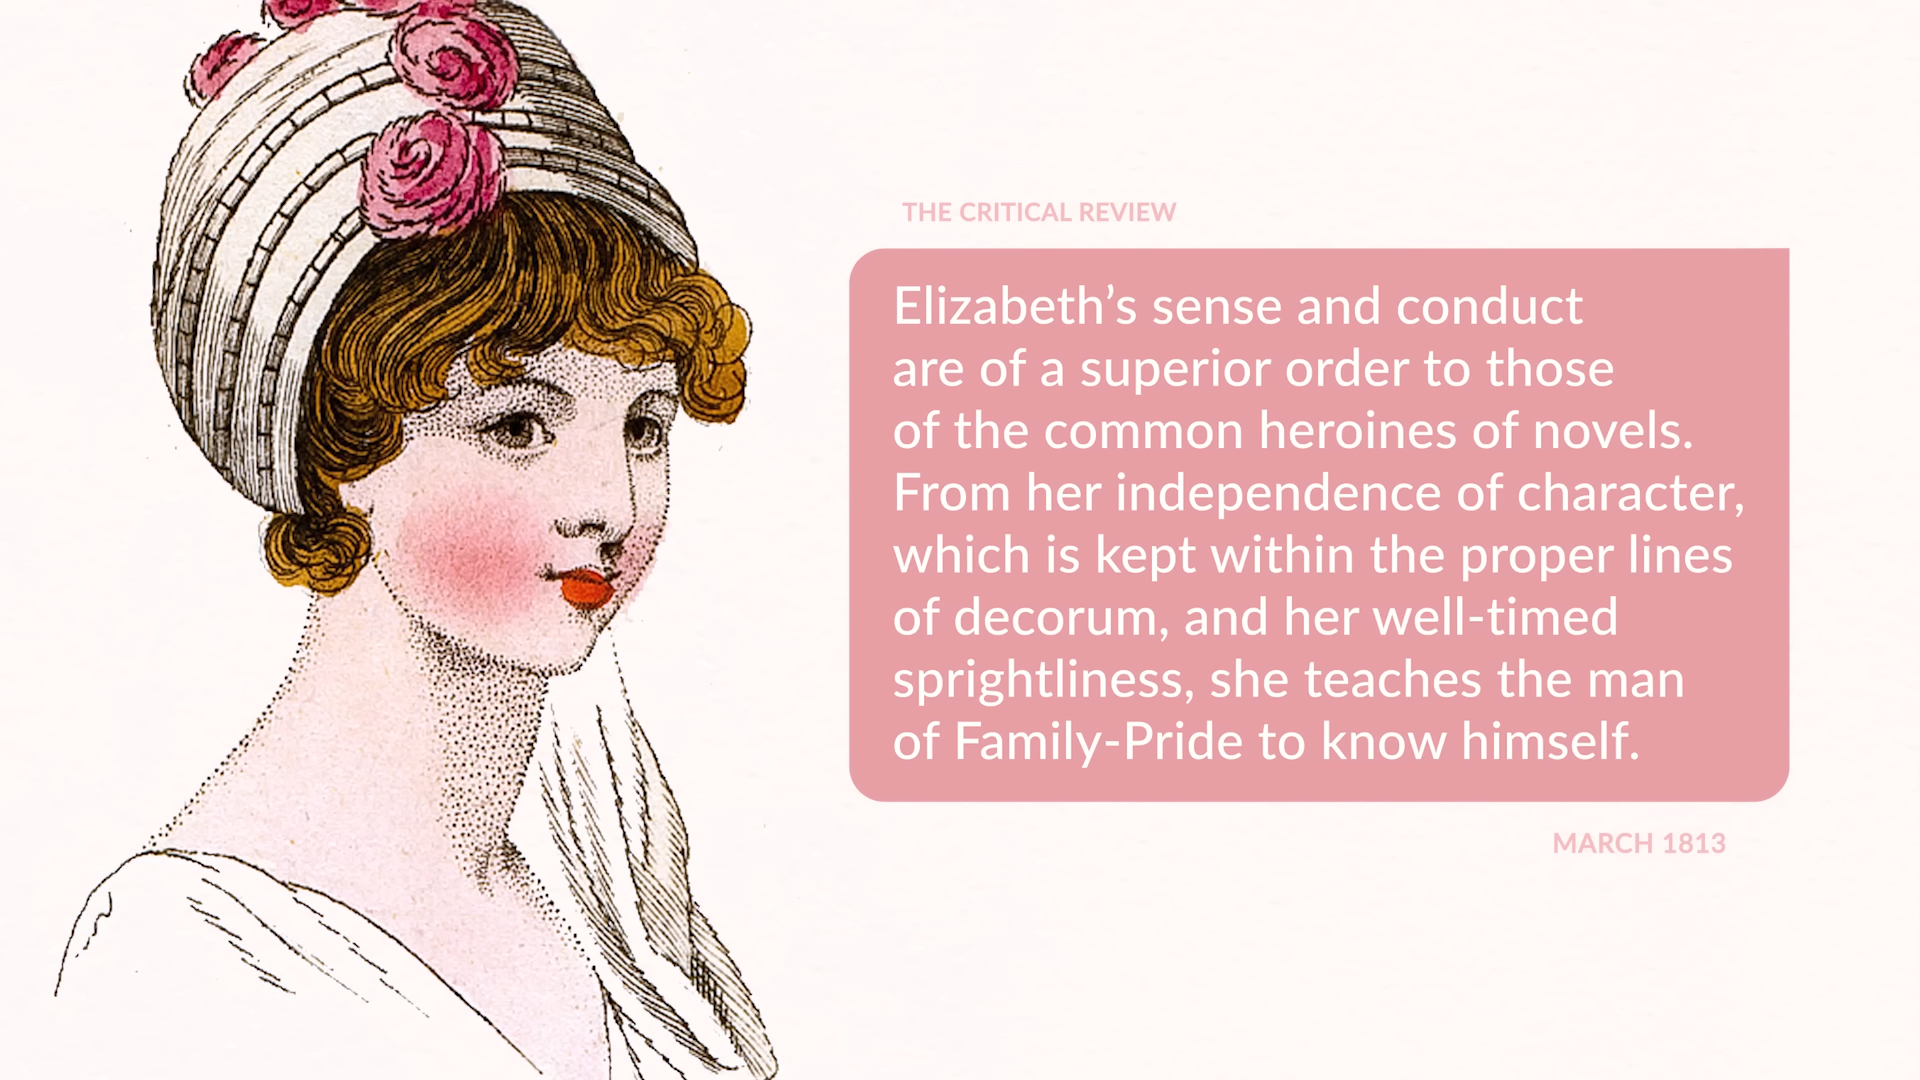 THE CRITICAL REVIEW
Elizabeth’s sense and conduct
are of a superior order to those
of the common heroines of novels.
From her independence of character,
which is kept within the proper lines
of decorum, and her well-timed
sprightliness, she teaches the man
of Family-Pride to know himself.
MARCH 1813